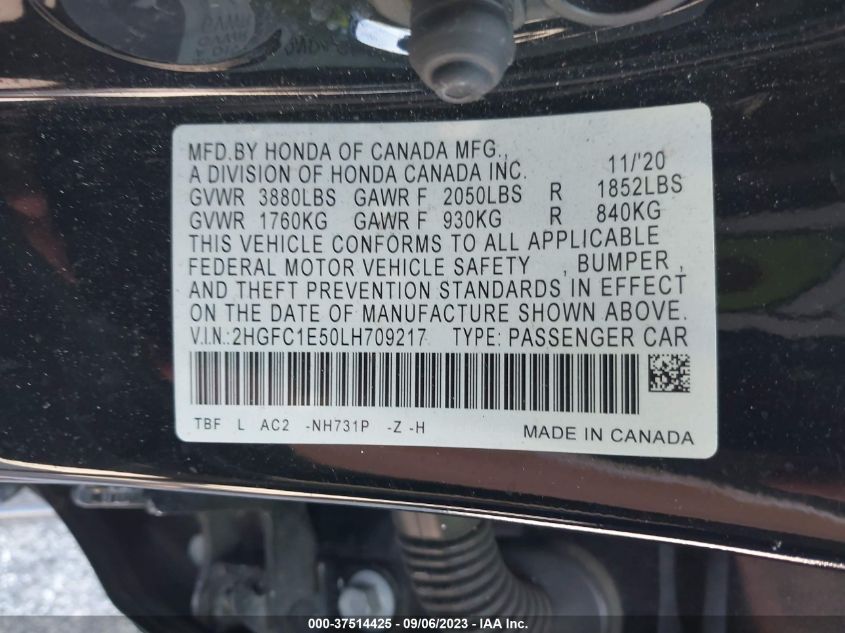 MFD.BY HONDA OF CANADA MFG.,
A DIVISION OF HONDA CANADA INC. 11/'20
GVWR 3880LBS GAWR F 2050LBS R 1852LBS
GVWR 1760KG GAWR F 930KG R 840KG
THIS VEHICLE CONFORMS TO ALL APPLICABLE
FEDERAL MOTOR VEHICLE SAFETY , BUMPER ,
AND THEFT PREVENTION STANDARDS IN EFFECT
ON THE DATE OF MANUFACTURE SHOWN ABOVE.
V.I.N.:2HGFC1E50LH709217 TYPE: PASSENGER CAR
TBF L AC2 -NH731P -Z -H
MADE IN CANADA
000-37514425 - 09/06/2023 - IAA Inc.